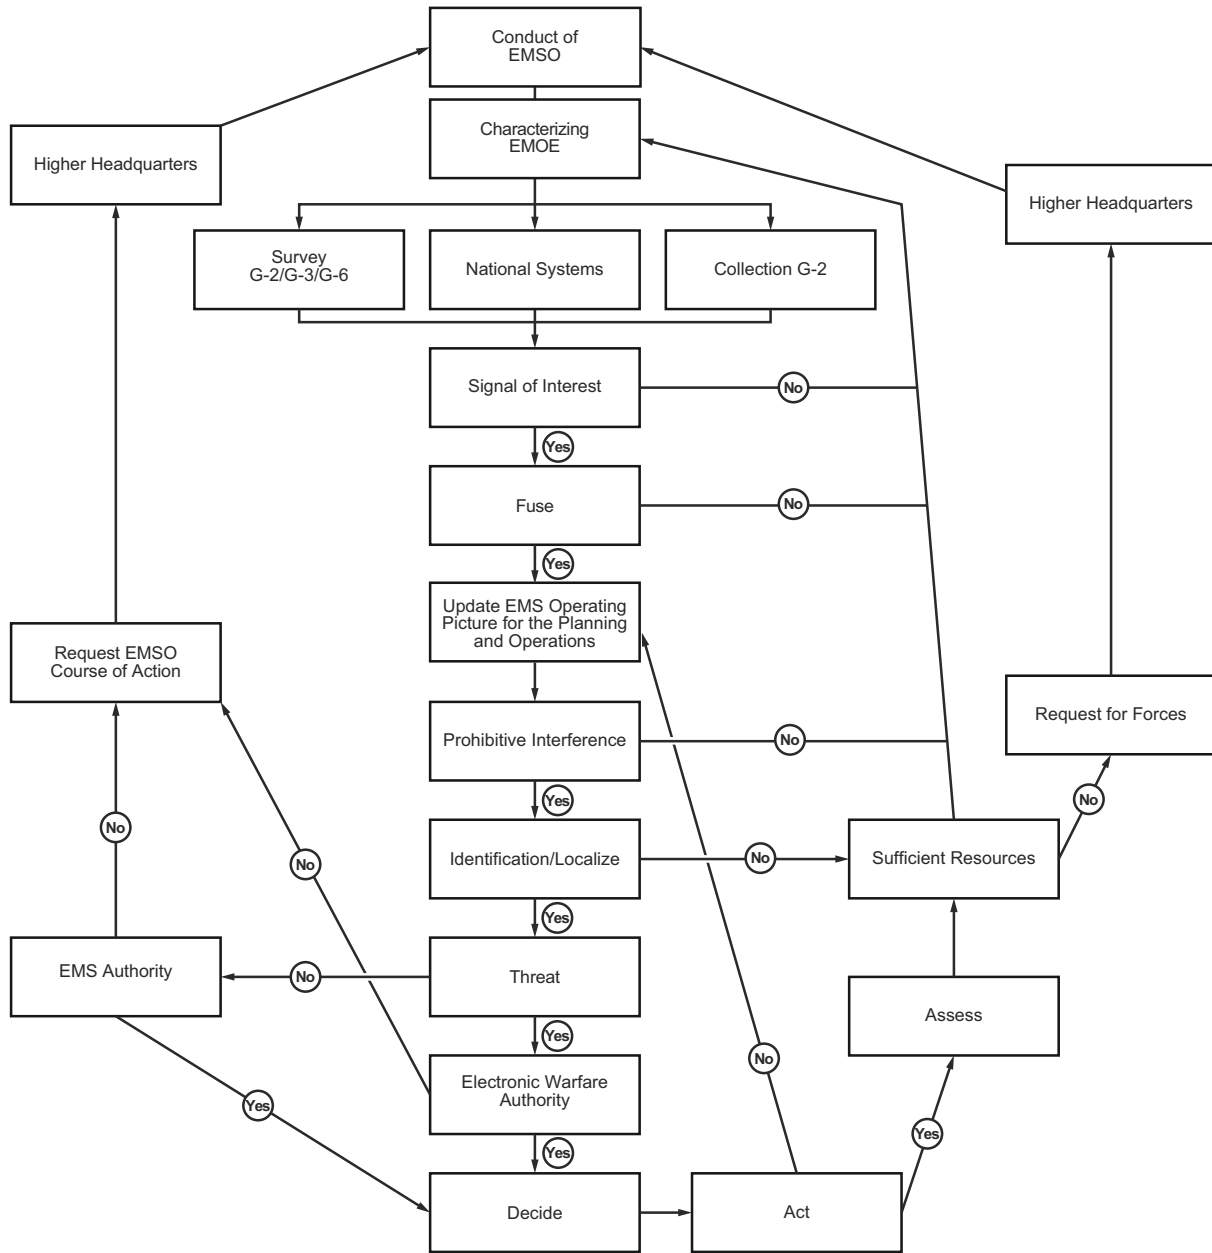 Conduct of
EMSO
Characterizing
EMOE
Higher Headquarters
Higher Headquarters
Survey
G-2/G-3/G-6
National Systems
Collection G-2
Signal of Interest
No
Yes
Fuse
No
Yes
Update EMS Operating
Picture for the Planning
and Operations
Request EMSO
Course of Action
Request for Forces
Prohibitive Interference
No
Yes
No
No
Identification/Localize
No
Sufficient Resources
No
Yes
EMS Authority
No
Threat
Assess
Yes
No
Electronic Warfare
Authority
Yes
Yes
Yes
Decide
Act